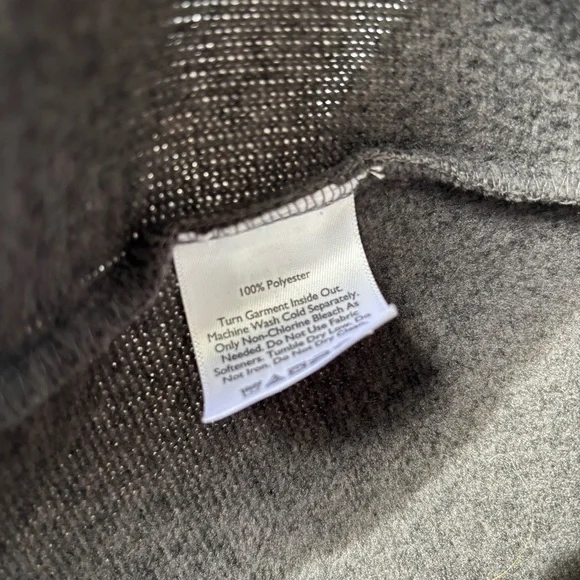 100% Polyester
Turn Garment Inside Out.
Machine Wash Cold Separately.
Only Non-Chlorine Bleach As
Needed. Do Not Use Fabric
Softeners. Tumble Dry Low. Do
Not Iron. Do Not Dry Clean.